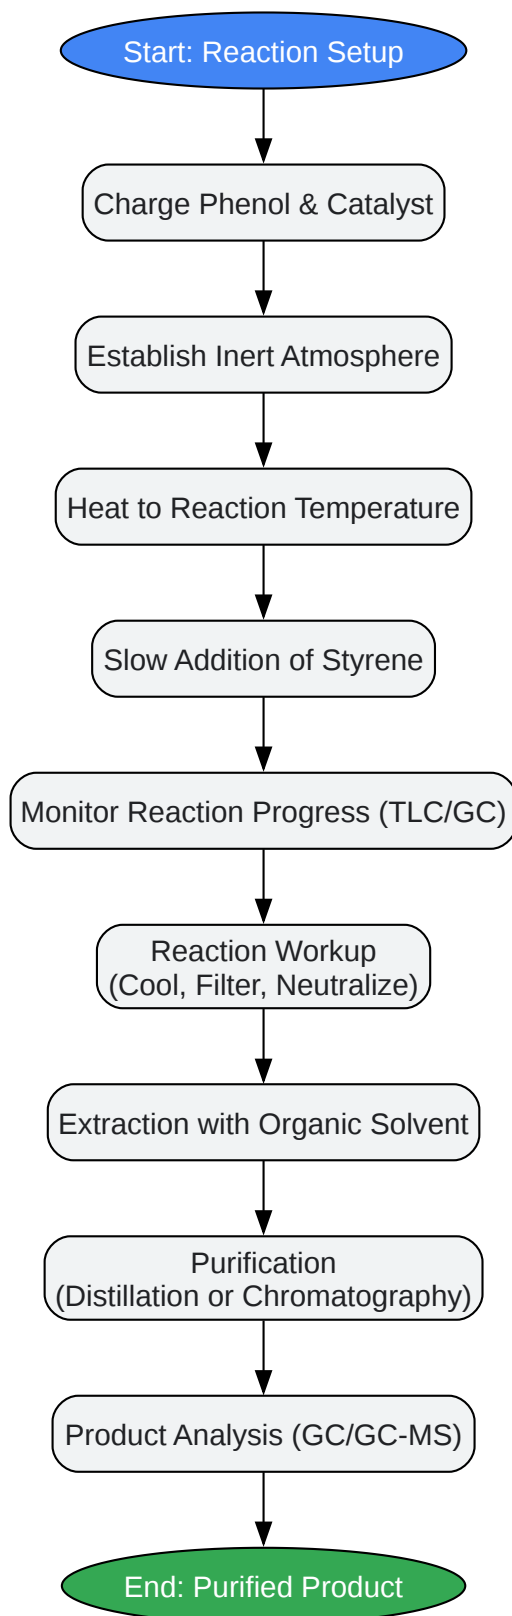 Start: Reaction Setup
Charge Phenol & Catalyst
Establish Inert Atmosphere
Heat to Reaction Temperature
Slow Addition of Styrene
Monitor Reaction Progress (TLC/GC)
Reaction Workup
(Cool, Filter, Neutralize)
Extraction with Organic Solvent
Purification
(Distillation or Chromatography)
Product Analysis (GC/GC-MS)
End: Purified Product